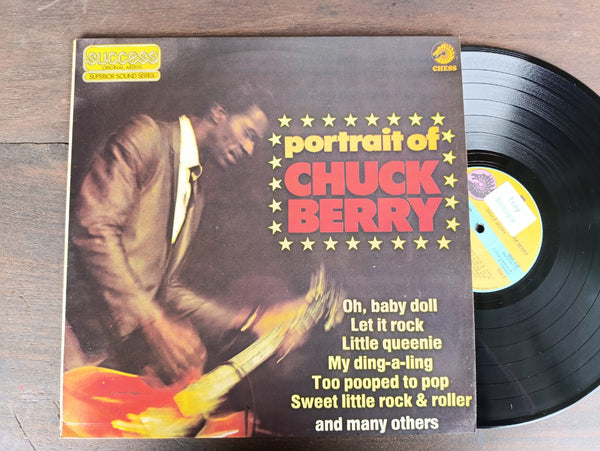 success
ORIGINAL ARTISTS
SUPERIOR SOUND SERIES
CHESS
portrait of
CHUCK
BERRY
Oh, baby doll
Let it rock
Little queenie
My ding-a-ling
Too pooped to pop
Sweet little rock & roller
and many others